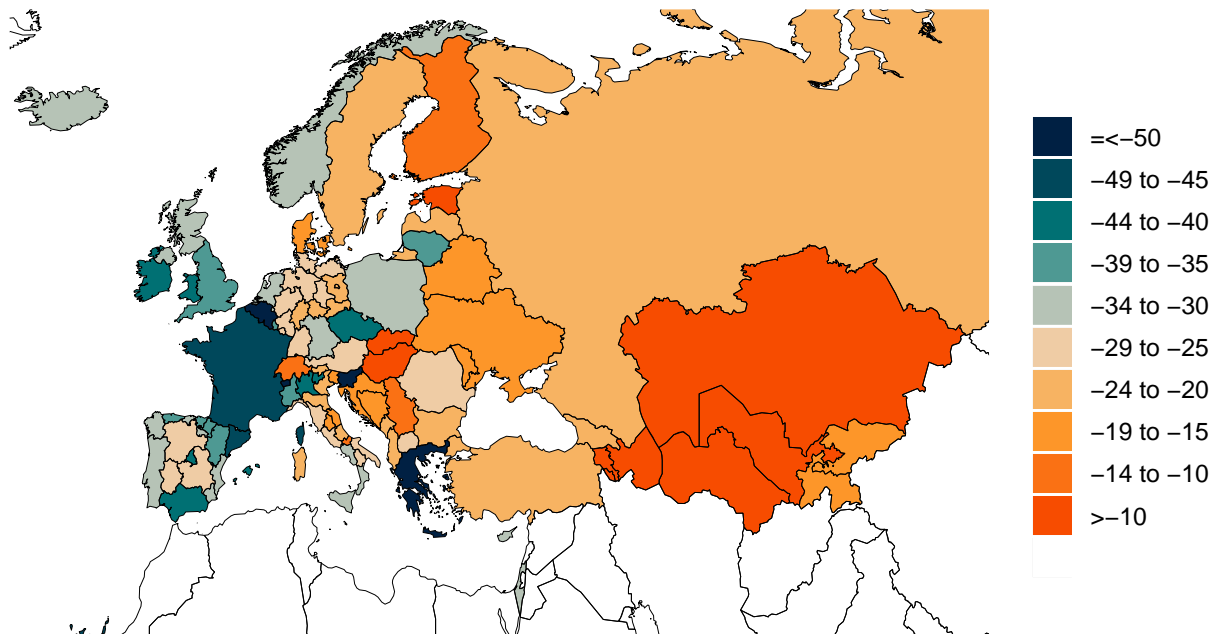 =<−50
−49 to −45
−44 to −40
−39 to −35
−34 to −30
−29 to −25
−24 to −20
−19 to −15
−14 to −10
>−10